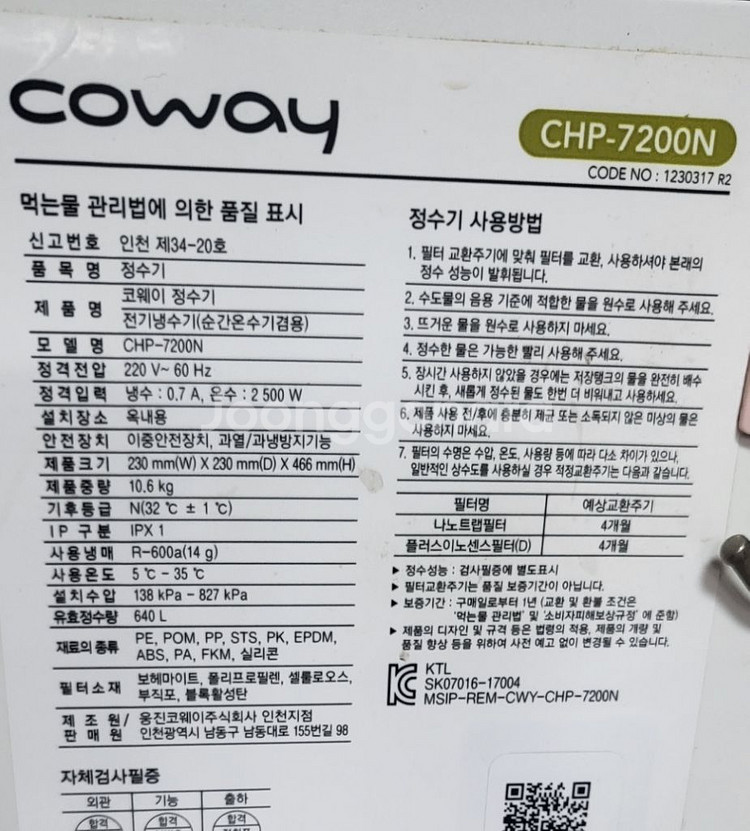 coway
CHP-7200N
CODE NO : 1230317 R2
먹는물 관리법에 의한 품질 표시
신고번호 인천 제34-20호
품 목 명 정수기
제 품 명 코웨이 정수기
전기냉수기(순간온수기겸용)
모 델 명 CHP-7200N
정격전압 220 V~ 60 Hz
정격입력 냉수 : 0.7 A, 온수 : 2 500 W
설치장소 옥내용
안전장치 이중안전장치, 과열/과냉방지기능
제품크기 230 mm(W) X 230 mm(D) X 466 mm(H)
제품중량 10.6 kg
기후등급 N(32 ℃ ± 1 ℃)
IP 구분 IPX 1
사용냉매 R-600a(14 g)
사용온도 5 ℃ - 35 ℃
설치수압 138 kPa - 827 kPa
유효정수량 640 L
재료의 종류 PE, POM, PP, STS, PK, EPDM,
ABS, PA, FKM, 실리콘
필터소재 보헤마이트, 폴리프로필렌, 셀룰로오스,
부직포, 블록활성탄
제 조 원/ 웅진코웨이주식회사 인천지점
판 매 원 인천광역시 남동구 남동대로 155번길 98
자체검사필증
외관 기능 출하
합격 합격 합격
정수기 사용방법
1. 필터 교환주기에 맞춰 필터를 교환, 사용하셔야 본래의
정수 성능이 발휘됩니다.
2. 수도물의 음용 기준에 적합한 물을 원수로 사용해 주세요.
3. 뜨거운 물을 원수로 사용하지 마세요.
4. 정수한 물은 가능한 빨리 사용해 주세요.
5. 장시간 사용하지 않았을 경우에는 저장탱크의 물을 완전히 배수
시킨 후, 새롭게 정수된 물도 한번 더 비워내고 사용하세요.
6. 제품 사용 전/후에 충분히 제균 또는 소독되지 않은 미상의 물은
사용하지 마세요.
7. 필터의 수명은 수압, 온도, 사용량 등에 따라 다소 차이가 있으나,
일반적인 상수도를 사용하실 경우 적정교환주기는 다음과 같습니다.
필터명 예상교환주기
나노트랩필터 4개월
플러스이노센스필터(D) 4개월
▶ 정수성능 : 검사필증에 별도표시
▶ 필터교환주기는 품질 보증기간이 아닙니다.
▶ 보증기간 : 구매일로부터 1년 (교환 및 환불 조건은
'먹는물 관리법' 및 '소비자피해보상규정' 에 준함)
▶ 제품의 디자인 및 규격 등은 법령의 적용, 제품의 개량 및
품질 향상 등을 위하여 사전 예고 없이 변경될 수 있습니다.
KTL
SK07016-17004
MSIP-REM-CWY-CHP-7200N